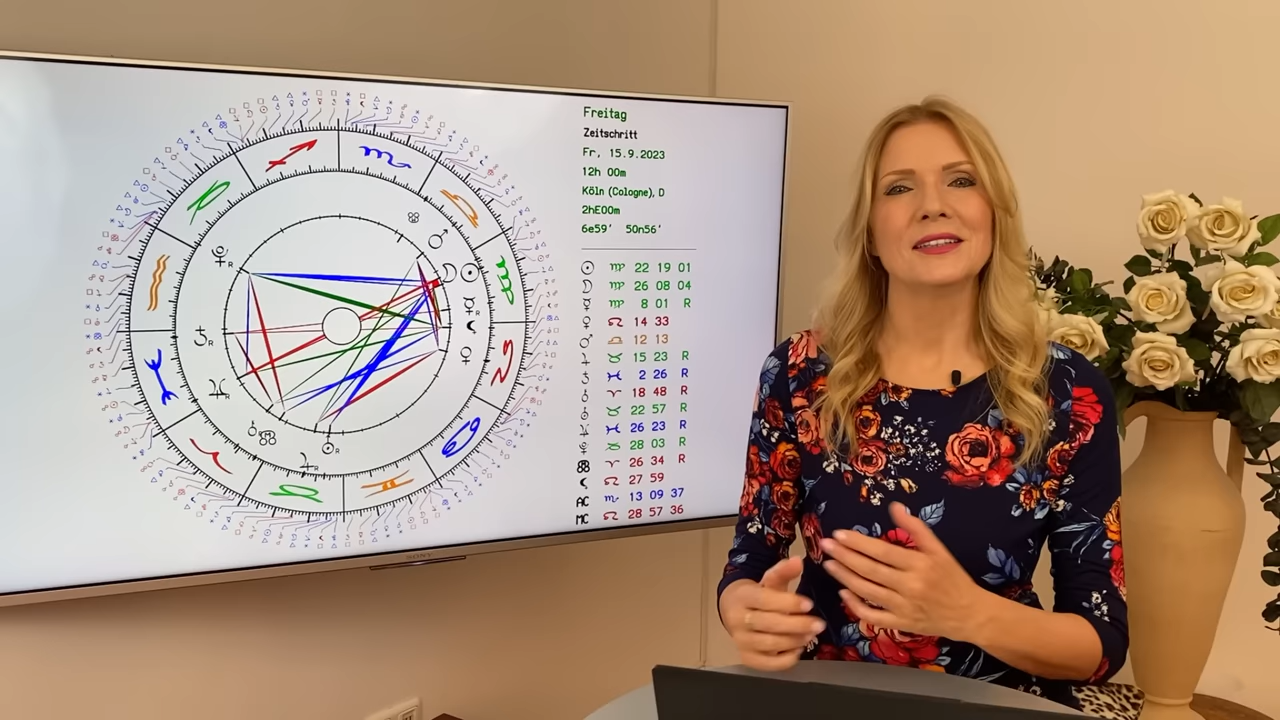 Freitag
Zeitschritt
Fr, 15.9.2023
12h 00m
Köln (Cologne), D
2hE00m
6e59' 50n56'
☉ ♍ 22 19 01
☽ ♍ 26 08 04
☿ ♍ 8 01 R
♀ ♌ 14 33
♂ ♎ 12 13
♃ ♉ 15 23 R
♄ ♓ 2 26 R
⚷ ♈ 18 48 R
♅ ♉ 22 57 R
♆ ♓ 26 23 R
♇ ♑ 28 03 R
☊ ♈ 26 34 R
⚸ ♌ 27 59
AC ♏ 13 09 37
MC ♌ 28 57 36
SONY